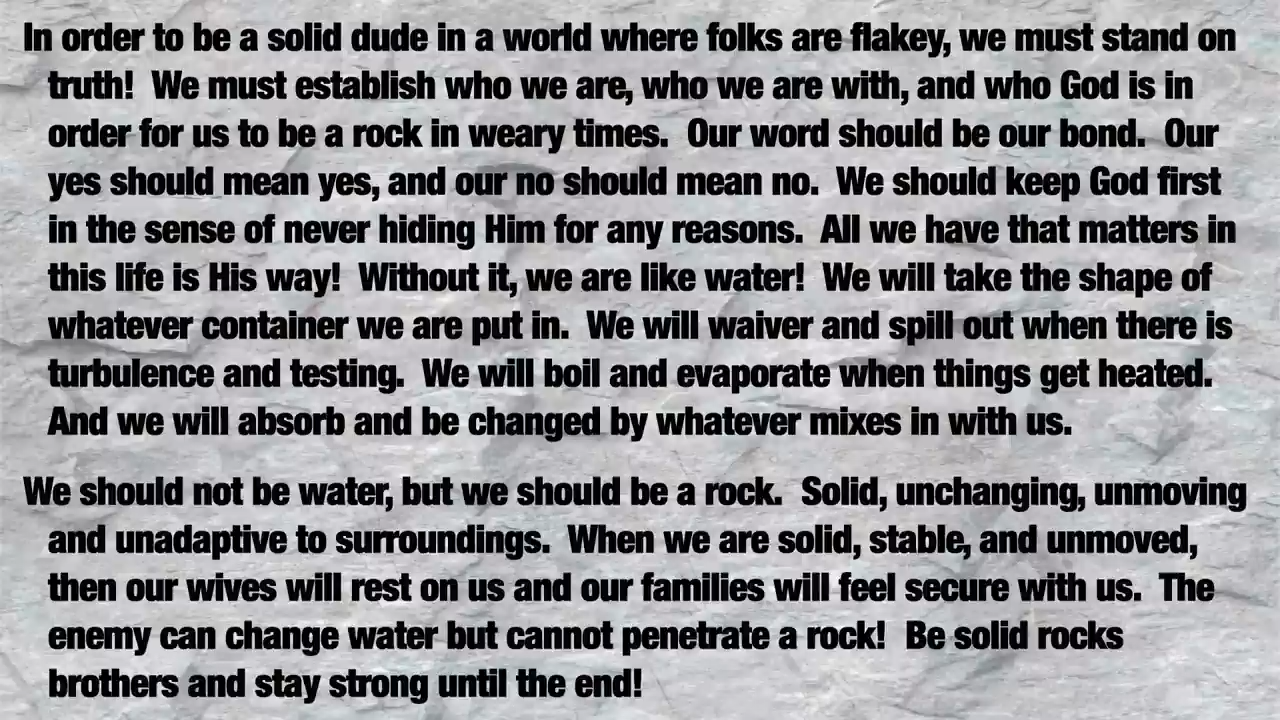 In order to be a solid dude in a world where folks are flakey, we must stand on
truth!  We must establish who we are, who we are with, and who God is in
order for us to be a rock in weary times.  Our word should be our bond.  Our
yes should mean yes, and our no should mean no.  We should keep God first
in the sense of never hiding Him for any reasons.  All we have that matters in
this life is His way!  Without it, we are like water!  We will take the shape of
whatever container we are put in.  We will waiver and spill out when there is
turbulence and testing.  We will boil and evaporate when things get heated.
And we will absorb and be changed by whatever mixes in with us.
We should not be water, but we should be a rock.  Solid, unchanging, unmoving
and unadaptive to surroundings.  When we are solid, stable, and unmoved,
then our wives will rest on us and our families will feel secure with us.  The
enemy can change water but cannot penetrate a rock!  Be solid rocks
brothers and stay strong until the end!